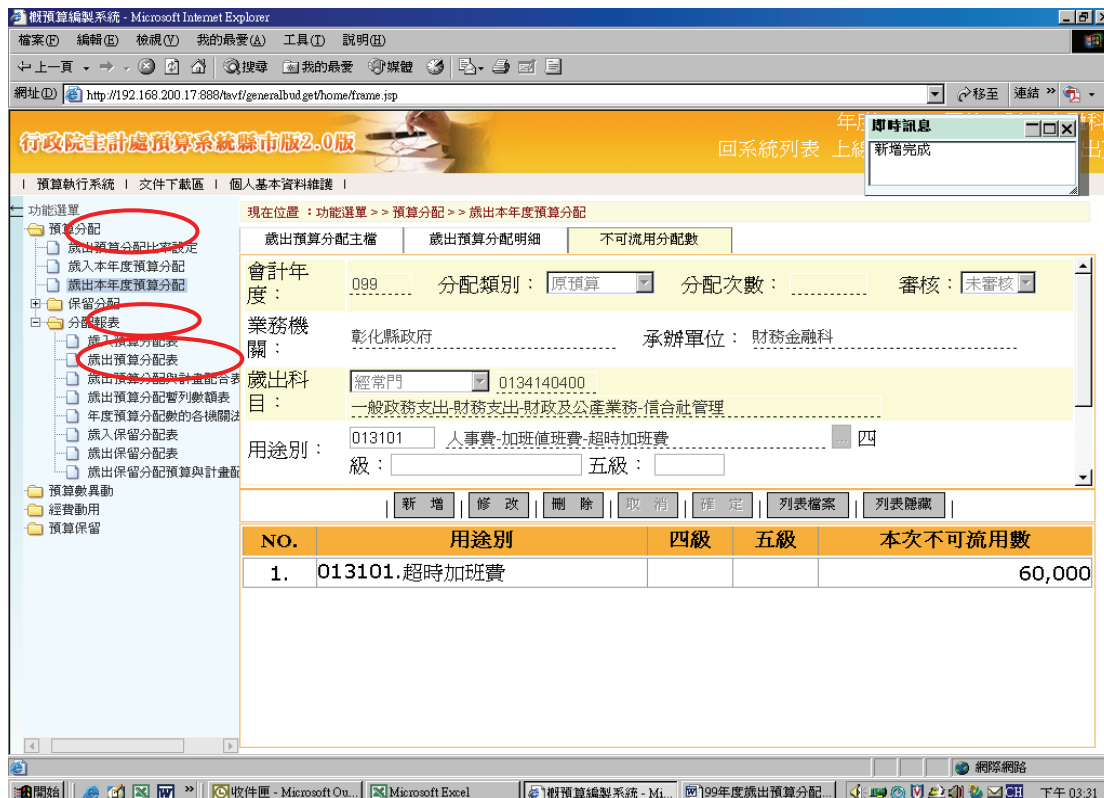 概預算編製系統 - Microsoft Internet Explorer
檔案(F) 編輯(E) 檢視(V) 我的最愛(A) 工具(T) 說明(H)
上一頁 搜尋 我的最愛 媒體
網址(D) http://192.168.200.17:888/tavf/generalbudget/home/frame.jsp 移至 連結 »
行政院主計處預算系統縣市版2.0版
回系統列表 上線
即時訊息
新增完成
| 預算執行系統 | 交件下載區 | 個人基本資料維護 |
功能選單
預算分配
歲出預算分配比率設定
歲入本年度預算分配
歲出本年度預算分配
保留分配
分配報表
歲入預算分配表
歲出預算分配表
歲出預算分配與計畫配合表
歲出預算分配暫列數額表
年度預算分配數的各機關法
歲入保留分配表
歲出保留分配表
歲出保留分配預算與計畫配
預算數異動
經費動用
預算保留
現在位置 : 功能選單 > > 預算分配 > > 歲出本年度預算分配
歲出預算分配主檔 歲出預算分配明細 不可流用分配數
會計年度: 099 分配類別: 原預算 分配次數: 審核: 未審核
業務機關: 彰化縣政府 承辦單位: 財務金融科
歲出科目: 經常門 0134140400
一般政務支出-財務支出-財政及公產業務-信合社管理
用途別: 013101 人事費-加班值班費-超時加班費 ... 四
級: 五級:
| 新 增 | 修 改 | 刪 除 | 取 消 | 確 定 | 列表檔案 | 列表隱藏 |
NO. 用途別 四級 五級 本次不可流用數
1. 013101.超時加班費 60,000
網際網路
開始 » 收件匣 - Microsoft Ou... Microsoft Excel 概預算編製系統 - Mi... 99年度歲出預算分配... CH 下午 03:31